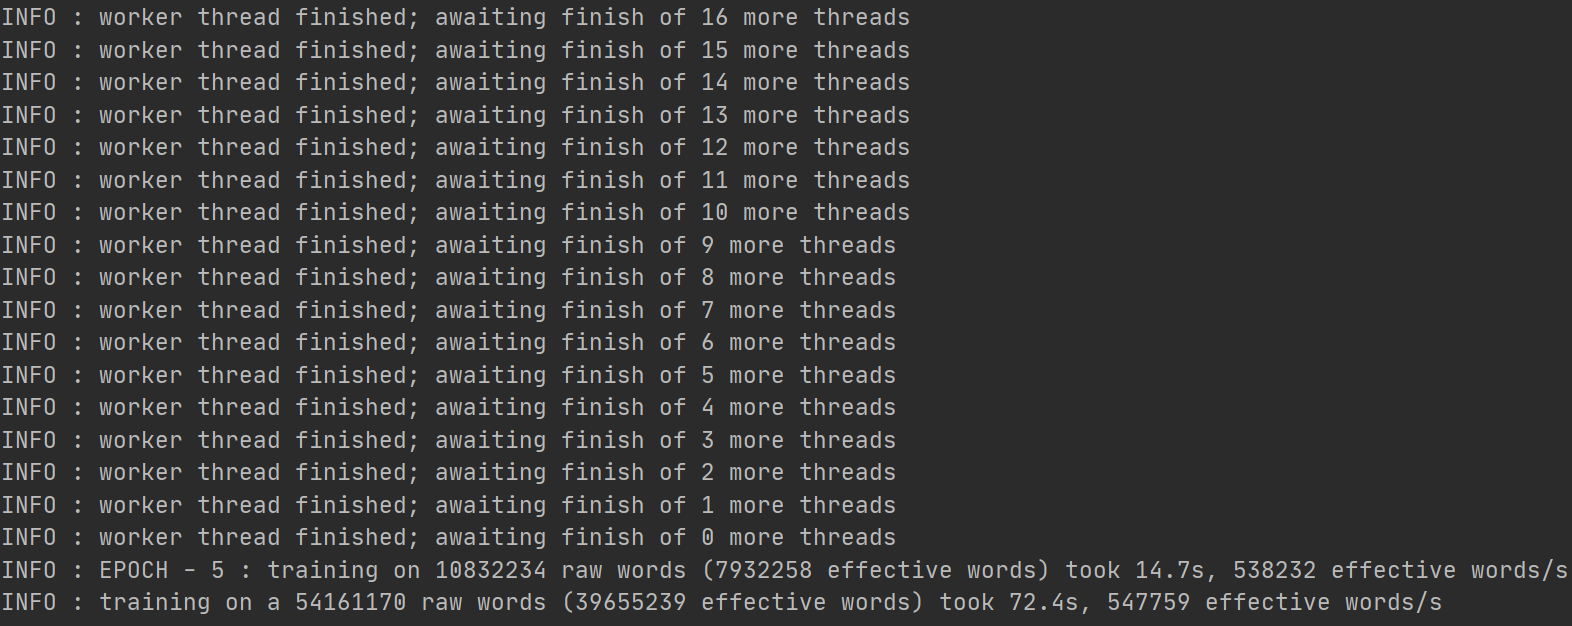 INFO : worker thread finished; awaiting finish of 16 more threads
INFO : worker thread finished; awaiting finish of 15 more threads
INFO : worker thread finished; awaiting finish of 14 more threads
INFO : worker thread finished; awaiting finish of 13 more threads
INFO : worker thread finished; awaiting finish of 12 more threads
INFO : worker thread finished; awaiting finish of 11 more threads
INFO : worker thread finished; awaiting finish of 10 more threads
INFO : worker thread finished; awaiting finish of 9 more threads
INFO : worker thread finished; awaiting finish of 8 more threads
INFO : worker thread finished; awaiting finish of 7 more threads
INFO : worker thread finished; awaiting finish of 6 more threads
INFO : worker thread finished; awaiting finish of 5 more threads
INFO : worker thread finished; awaiting finish of 4 more threads
INFO : worker thread finished; awaiting finish of 3 more threads
INFO : worker thread finished; awaiting finish of 2 more threads
INFO : worker thread finished; awaiting finish of 1 more threads
INFO : worker thread finished; awaiting finish of 0 more threads
INFO : EPOCH - 5 : training on 10832234 raw words (7932258 effective words) took 14.7s, 538232 effective words/s
INFO : training on a 54161170 raw words (39655239 effective words) took 72.4s, 547759 effective words/s